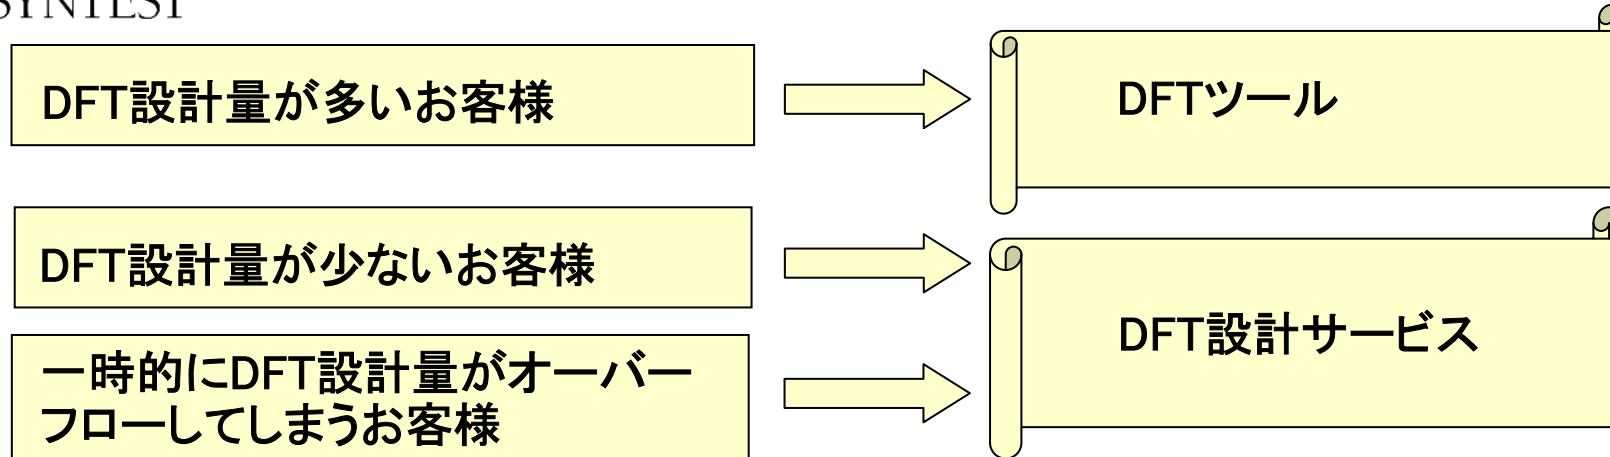 SYNTEST
DFT設計量が多いお客様
DFTツール
DFT設計量が少ないお客様
DFT設計サービス
一時的にDFT設計量がオーバー
フローしてしまうお客様